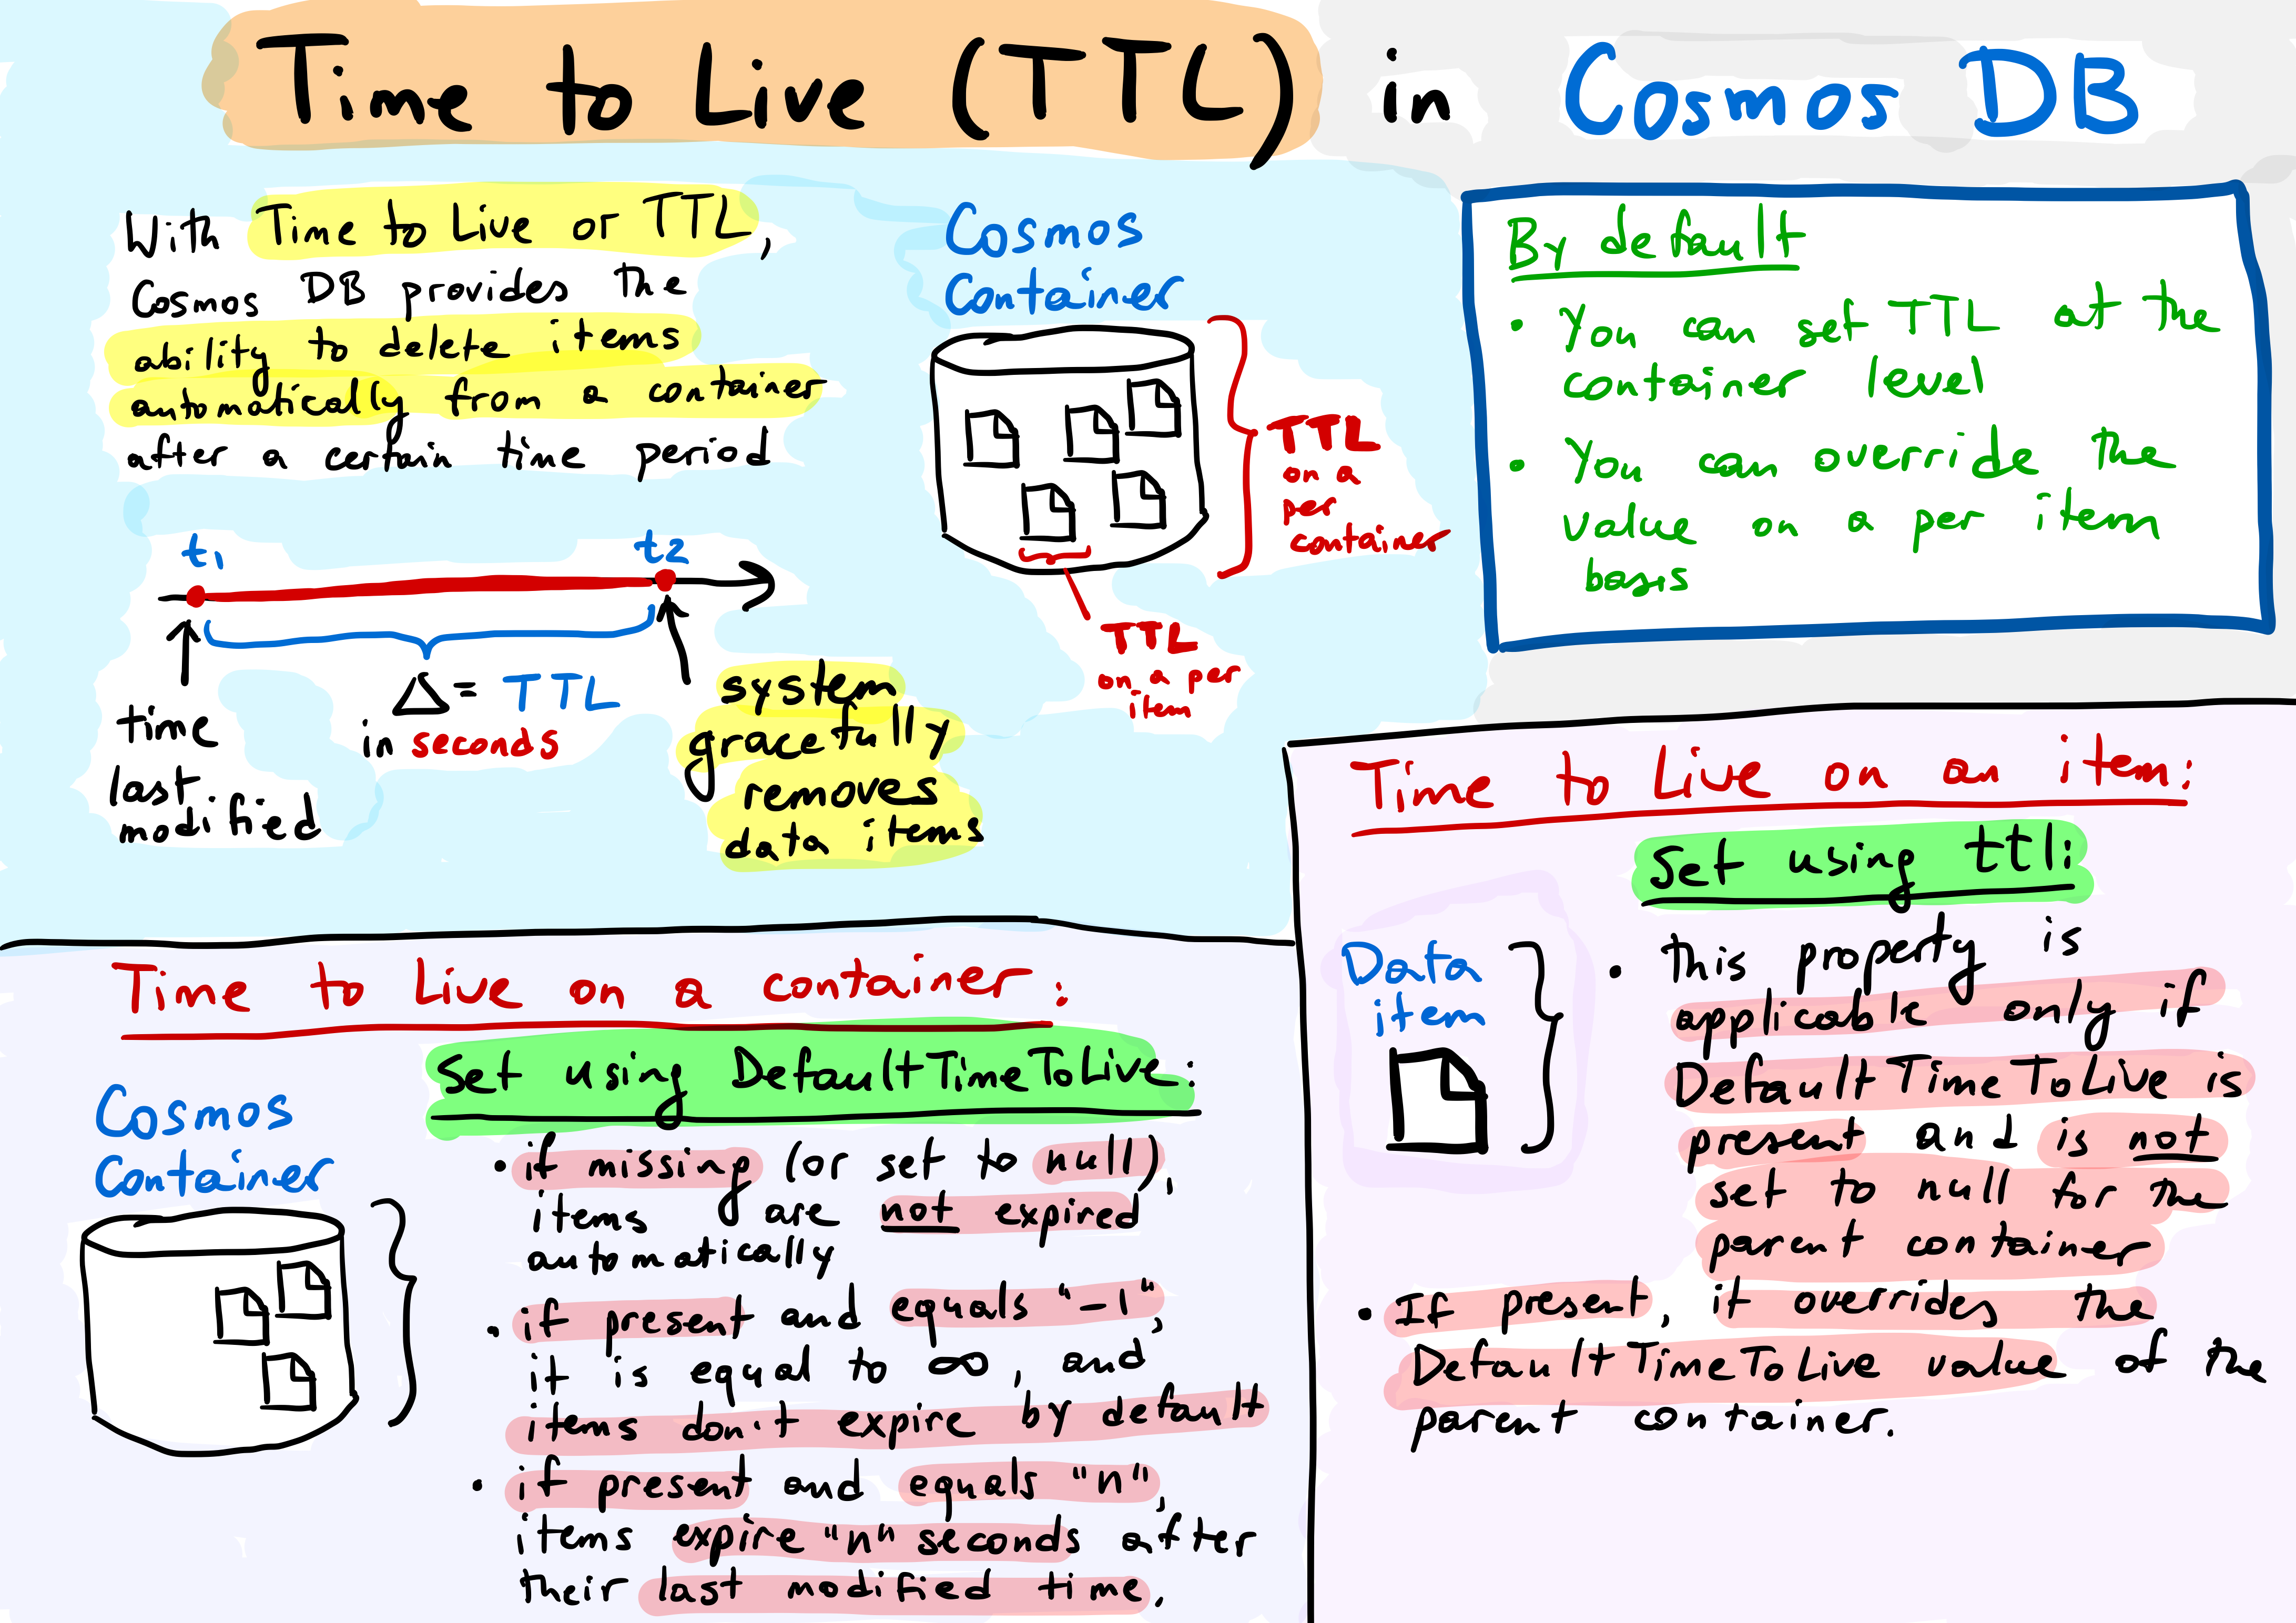 Time to Live (TTL) in Cosmos DB
With Time to Live or TTL,
Cosmos DB provides the
ability to delete items
automatically from a container
after a certain time period
t1
t2
time
last
modified
Δ = TTL
in seconds
system
gracefully
removes
data items
Cosmos
Container
TTL
on a
per
container
TTL
on a per
item
By default
• You can set TTL at the
container level
• You can override the
value on a per item
basis
Time to Live on a container:
Set using DefaultTimeToLive:
Cosmos
Container
• if missing (or set to null),
items are not expired
automatically
• if present and equals "-1",
it is equal to ∞, and
items don't expire by default
• if present and equals "n",
items expire "n" seconds after
their last modified time.
Time to Live on an item:
Set using ttl:
Data
item
• this property is
applicable only if
DefaultTimeToLive is
present and is not
set to null for the
parent container
• If present, it overrides the
DefaultTimeToLive value of the
parent container.